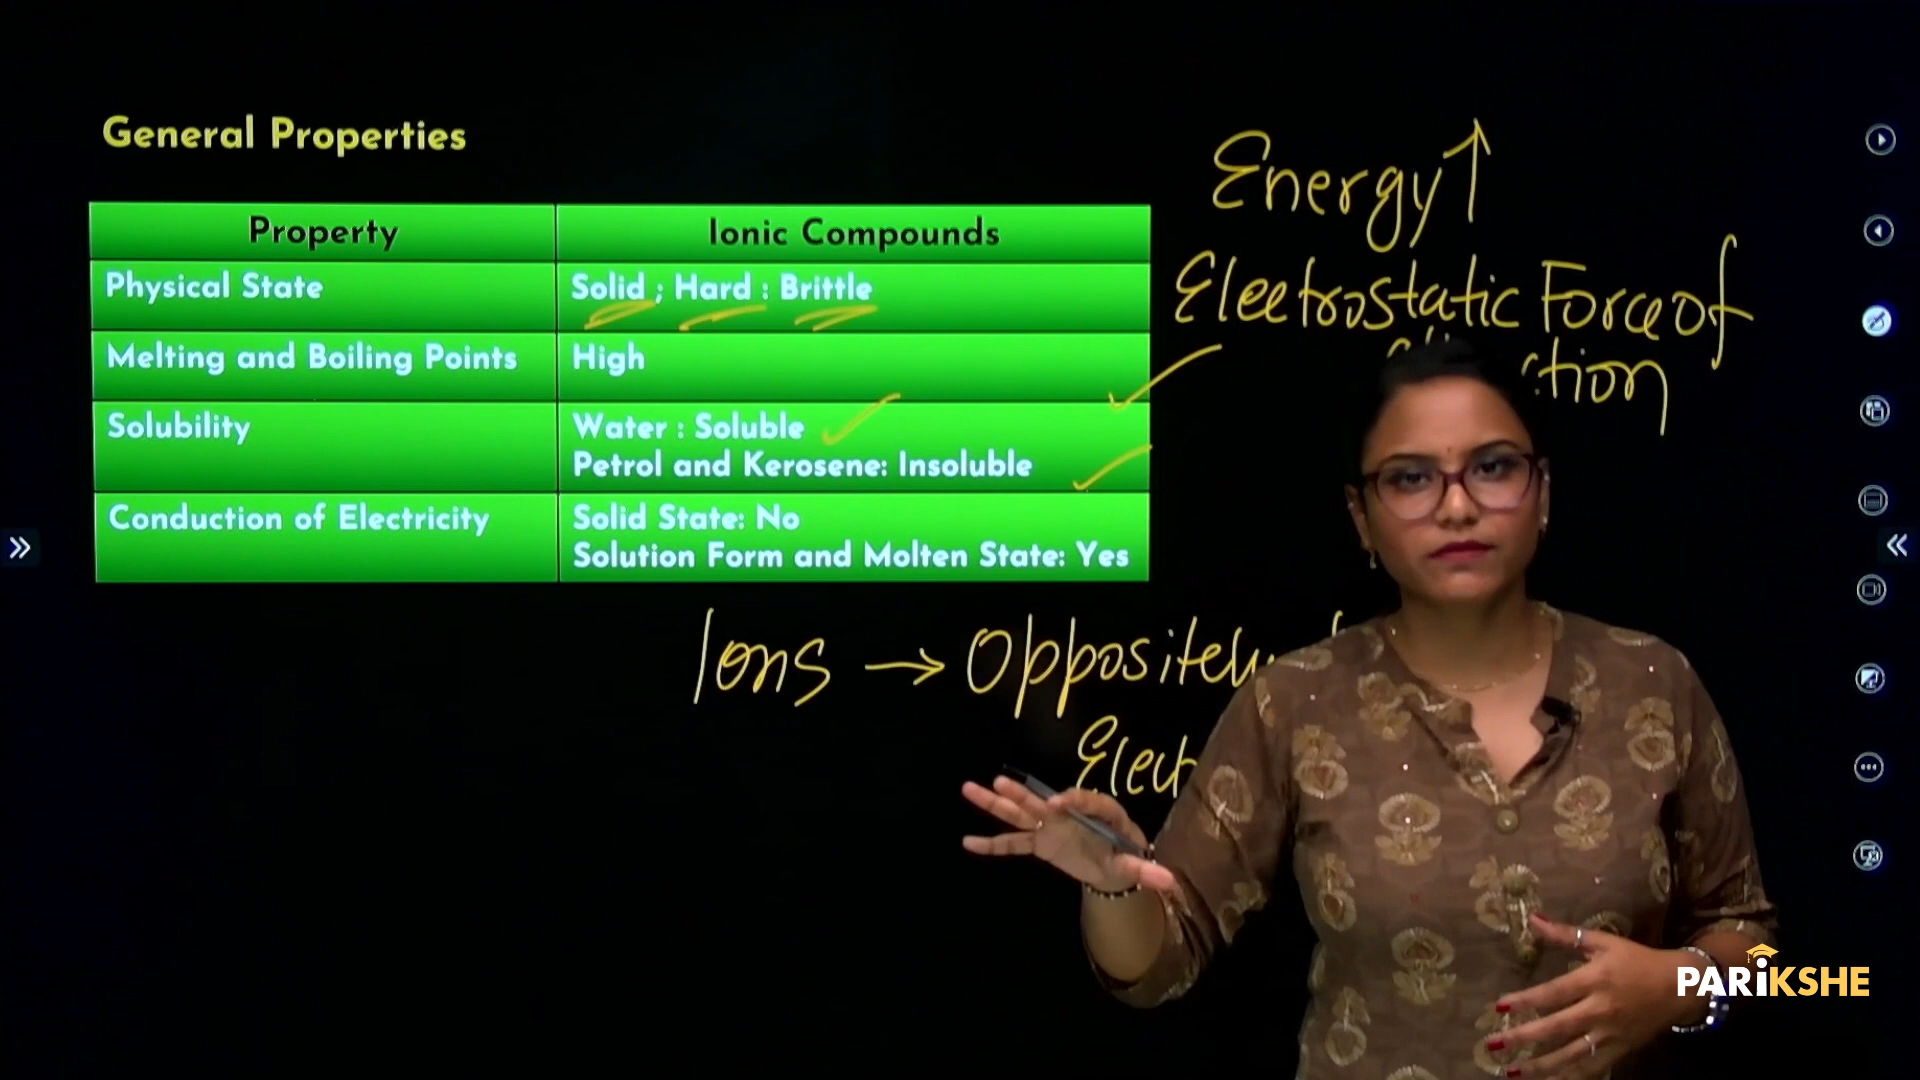 General Properties
Property Ionic Compounds
Physical State Solid ; Hard : Brittle
Melting and Boiling Points High
Solubility Water : Soluble
Petrol and Kerosene: Insoluble
Conduction of Electricity Solid State: No
Solution Form and Molten State: Yes
Energy↑
Electrostatic Force of
Ions → Oppositely
PARiKSHE